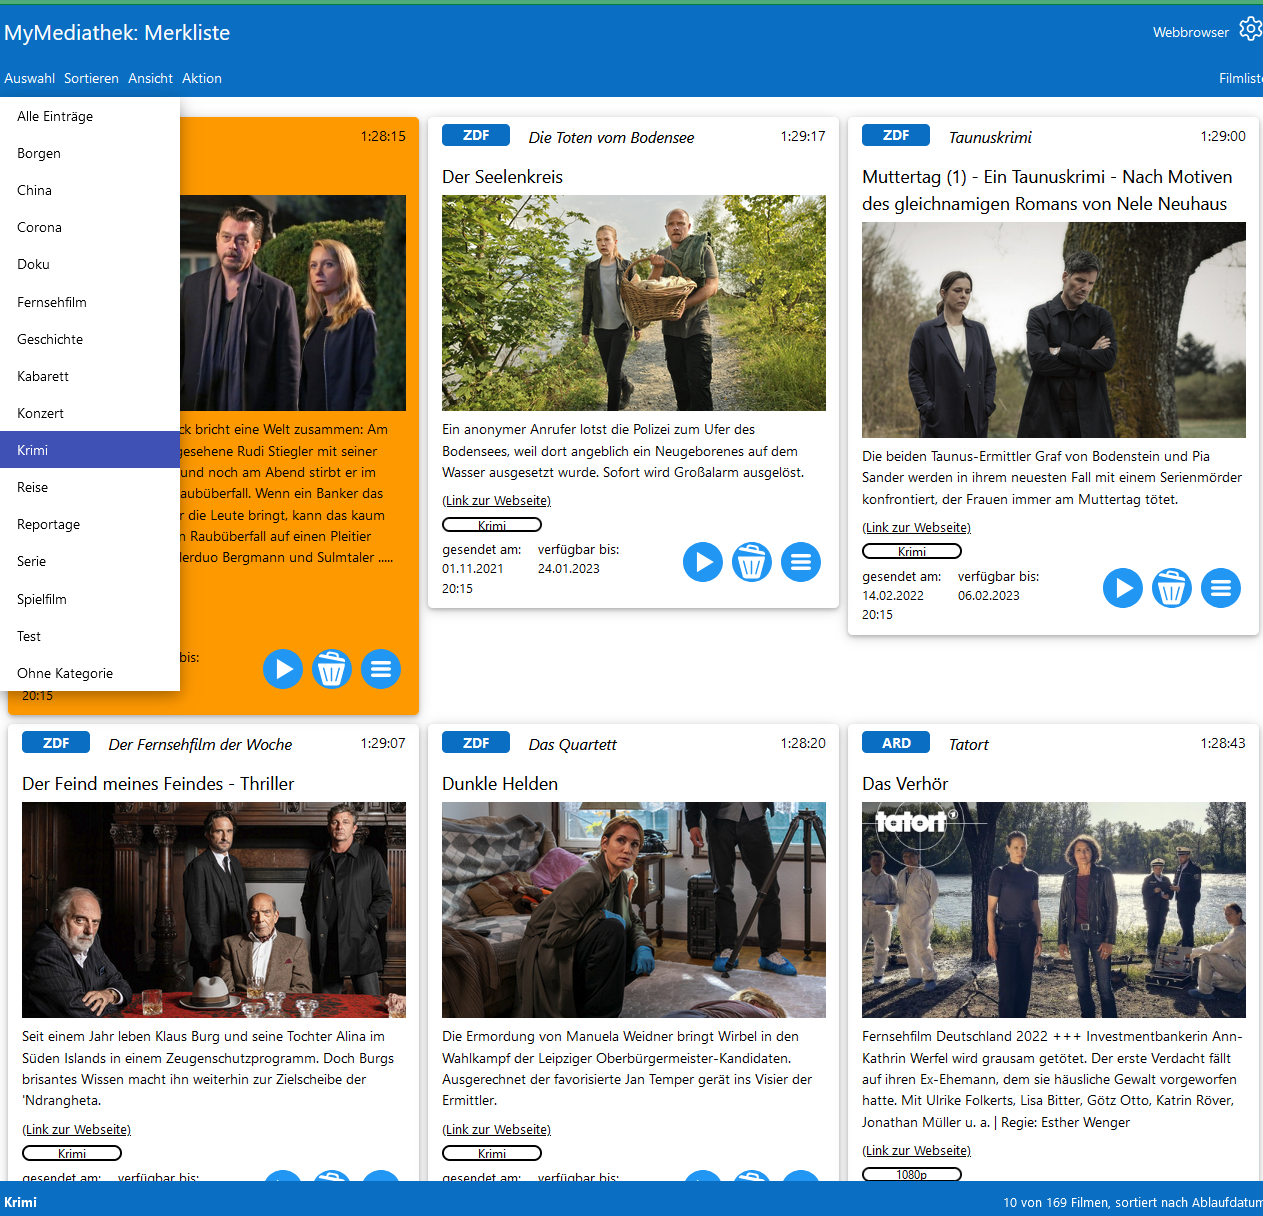 MyMediathek: Merkliste
Webbrowser
Auswahl Sortieren Ansicht Aktion
Filmliste
Alle Einträge
Borgen
China
Corona
Doku
Fernsehfilm
Geschichte
Kabarett
Konzert
Krimi
Reise
Reportage
Serie
Spielfilm
Test
Ohne Kategorie
1:28:15
ck bricht eine Welt zusammen: Am
gesehene Rudi Stiegler mit seiner
und noch am Abend stirbt er im
aubüberfall. Wenn ein Banker das
r die Leute bringt, kann das kaum
n Raubüberfall auf einen Pleitier
lerduo Bergmann und Sulmtaler .....
bis:
20:15
ZDF Die Toten vom Bodensee 1:29:17
Der Seelenkreis
Ein anonymer Anrufer lotst die Polizei zum Ufer des
Bodensees, weil dort angeblich ein Neugeborenes auf dem
Wasser ausgesetzt wurde. Sofort wird Großalarm ausgelöst.
(Link zur Webseite)
Krimi
gesendet am: verfügbar bis:
01.11.2021 24.01.2023
20:15
ZDF Taunuskrimi 1:29:00
Muttertag (1) - Ein Taunuskrimi - Nach Motiven
des gleichnamigen Romans von Nele Neuhaus
Die beiden Taunus-Ermittler Graf von Bodenstein und Pia
Sander werden in ihrem neuesten Fall mit einem Serienmörder
konfrontiert, der Frauen immer am Muttertag tötet.
(Link zur Webseite)
Krimi
gesendet am: verfügbar bis:
14.02.2022 06.02.2023
20:15
ZDF Der Fernsehfilm der Woche 1:29:07
Der Feind meines Feindes - Thriller
Seit einem Jahr leben Klaus Burg und seine Tochter Alina im
Süden Islands in einem Zeugenschutzprogramm. Doch Burgs
brisantes Wissen macht ihn weiterhin zur Zielscheibe der
'Ndrangheta.
(Link zur Webseite)
Krimi
gesendet am: verfügbar bis:
ZDF Das Quartett 1:28:20
Dunkle Helden
Die Ermordung von Manuela Weidner bringt Wirbel in den
Wahlkampf der Leipziger Oberbürgermeister-Kandidaten.
Ausgerechnet der favorisierte Jan Temper gerät ins Visier der
Ermittler.
(Link zur Webseite)
Krimi
gesendet am: verfügbar bis:
ARD Tatort 1:28:43
Das Verhör
tatort
Fernsehfilm Deutschland 2022 +++ Investmentbankerin Ann-
Kathrin Werfel wird grausam getötet. Der erste Verdacht fällt
auf ihren Ex-Ehemann, dem sie häusliche Gewalt vorgeworfen
hatte. Mit Ulrike Folkerts, Lisa Bitter, Götz Otto, Katrin Röver,
Jonathan Müller u. a. | Regie: Esther Wenger
(Link zur Webseite)
1080p
Krimi
10 von 169 Filmen, sortiert nach Ablaufdatum